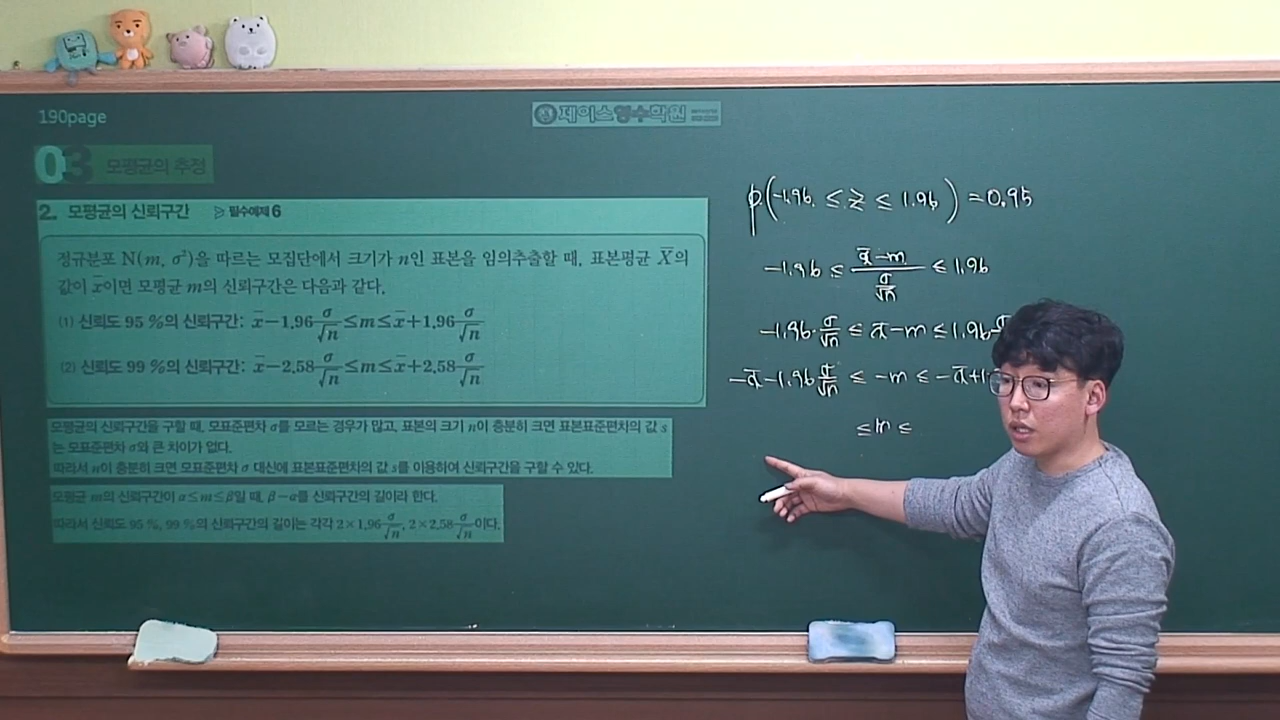 190page
제이스형수학원
03 모평균의 추정
2. 모평균의 신뢰구간 ▷ 필수예제 6
정규분포 N(m, σ²)을 따르는 모집단에서 크기가 n인 표본을 임의추출할 때, 표본평균 X̄의
값이 x̄이면 모평균 m의 신뢰구간은 다음과 같다.
(1) 신뢰도 95 %의 신뢰구간: x̄−1.96 σ/√n ≤m≤ x̄+1.96 σ/√n
(2) 신뢰도 99 %의 신뢰구간: x̄−2.58 σ/√n ≤m≤ x̄+2.58 σ/√n
모평균의 신뢰구간을 구할 때, 모표준편차 σ를 모르는 경우가 많고, 표본의 크기 n이 충분히 크면 표본표준편차의 값 s
는 모표준편차 σ와 큰 차이가 없다.
따라서 n이 충분히 크면 모표준편차 σ 대신에 표본표준편차의 값 s를 이용하여 신뢰구간을 구할 수 있다.
모평균 m의 신뢰구간이 α≤m≤β일 때, β−α를 신뢰구간의 길이라 한다.
따라서 신뢰도 95 %, 99 %의 신뢰구간의 길이는 각각 2×1.96 σ/√n, 2×2.58 σ/√n이다.
P(-1.96 ≤ Z ≤ 1.96) = 0.95
-1.96 ≤ (x̄-m)/(σ/√n) ≤ 1.96
-1.96·σ/√n ≤ x̄-m ≤ 1.96·σ
-x̄-1.96 σ/√n ≤ -m ≤ -x̄+1
≤ m ≤